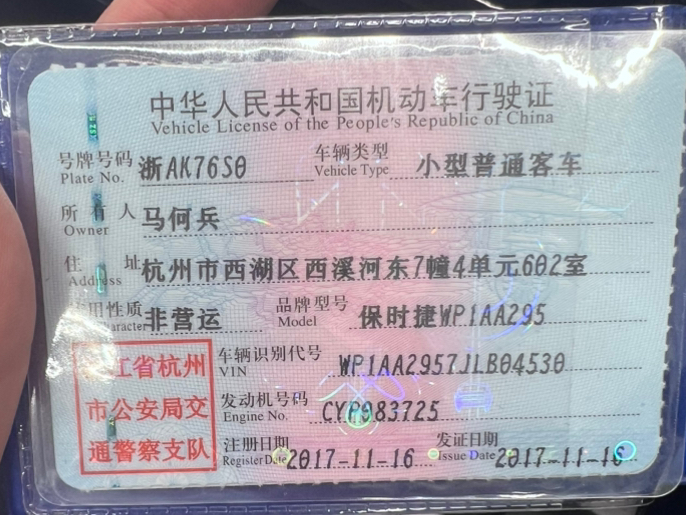 中华人民共和国机动车行驶证
Vehicle License of the People's Republic of China
号牌号码 浙AK76S0 车辆类型 小型普通客车
Plate No. Vehicle Type
所有人 马何兵
Owner
住址 杭州市西湖区西溪河东7幢4单元602室
Address
用性质 非营运 品牌型号 保时捷WP1AA295
aracter Model
江省杭州
市公安局交
通警察支队
车辆识别代号 WP1AA2957JLB04530
VIN
发动机号码 CYP083725
Engine No.
注册日期 2017-11-16 发证日期 2017-11-16
Register Date Issue Date